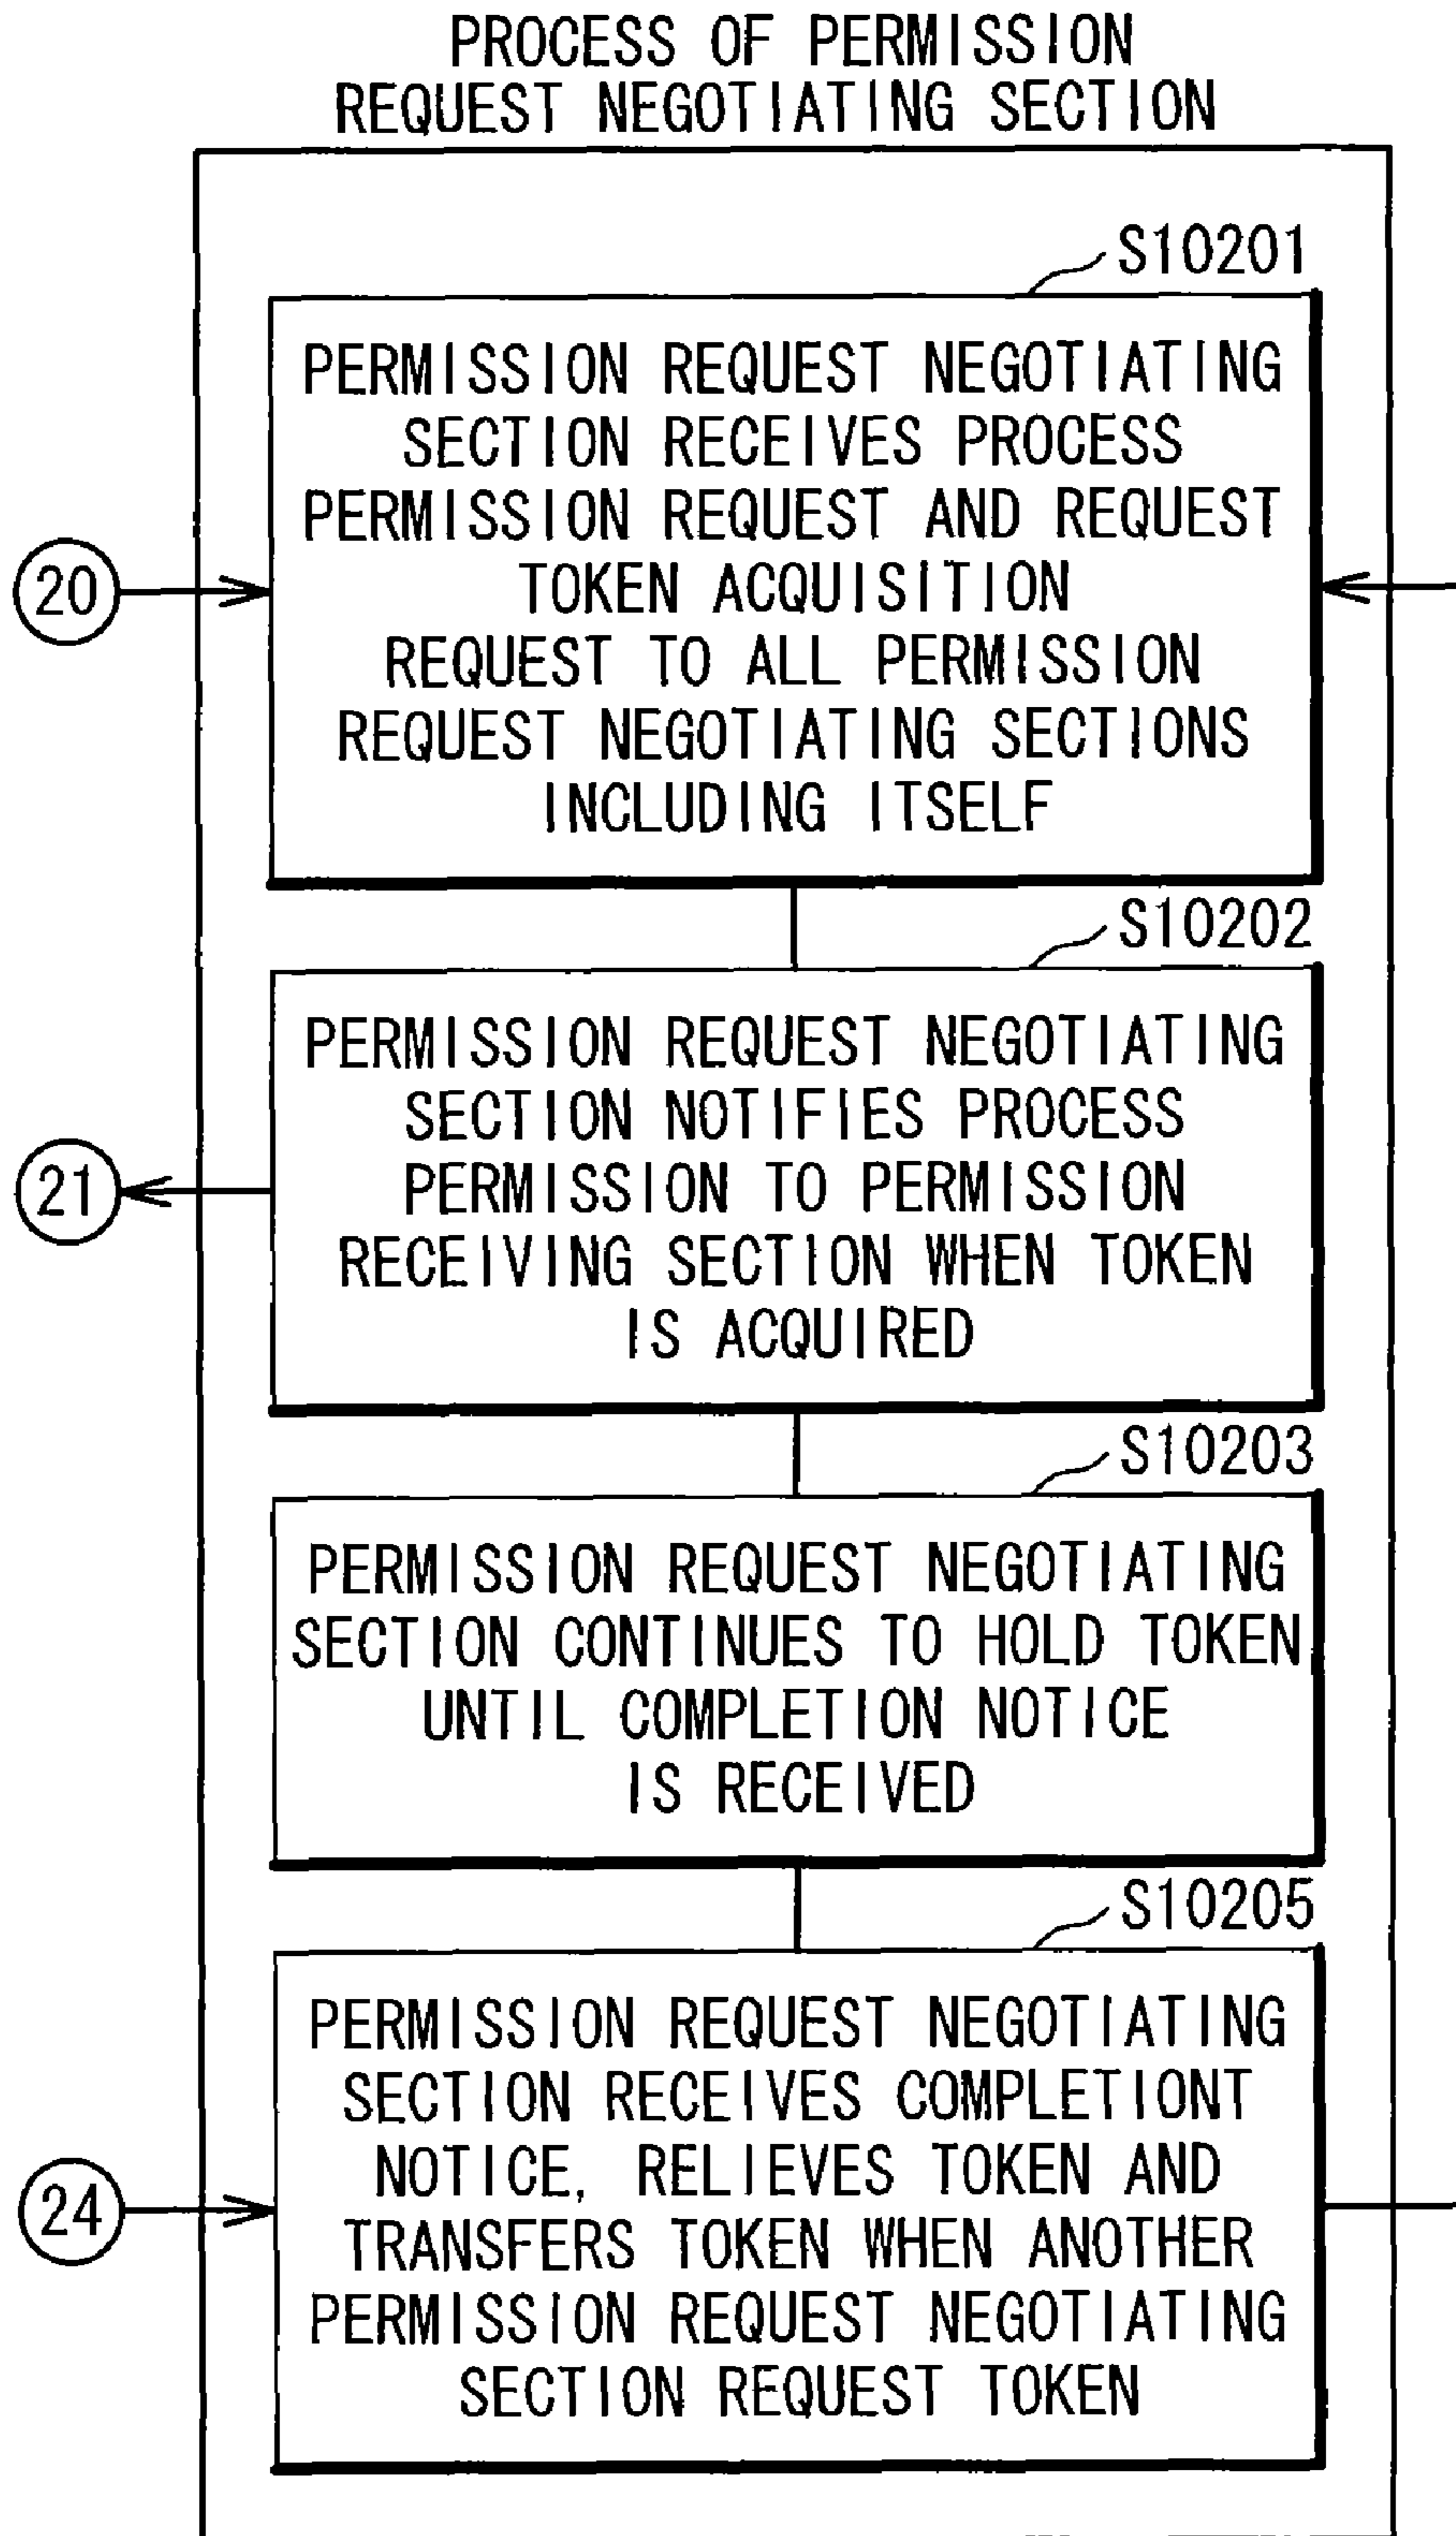 PROCESS OF PERMISSION
REQUEST NEGOTIATING SECTION
S10201
PERMISSION REQUEST NEGOTIATING
SECTION RECEIVES PROCESS
PERMISSION REQUEST AND REQUEST
TOKEN ACQUISITION
REQUEST TO ALL PERMISSION
REQUEST NEGOTIATING SECTIONS
INCLUDING ITSELF
20
S10202
PERMISSION REQUEST NEGOTIATING
SECTION NOTIFIES PROCESS
PERMISSION TO PERMISSION
RECEIVING SECTION WHEN TOKEN
IS ACQUIRED
21
S10203
PERMISSION REQUEST NEGOTIATING
SECTION CONTINUES TO HOLD TOKEN
UNTIL COMPLETION NOTICE
IS RECEIVED
S10205
PERMISSION REQUEST NEGOTIATING
SECTION RECEIVES COMPLETIONT
NOTICE, RELIEVES TOKEN AND
TRANSFERS TOKEN WHEN ANOTHER
PERMISSION REQUEST NEGOTIATING
SECTION REQUEST TOKEN
24